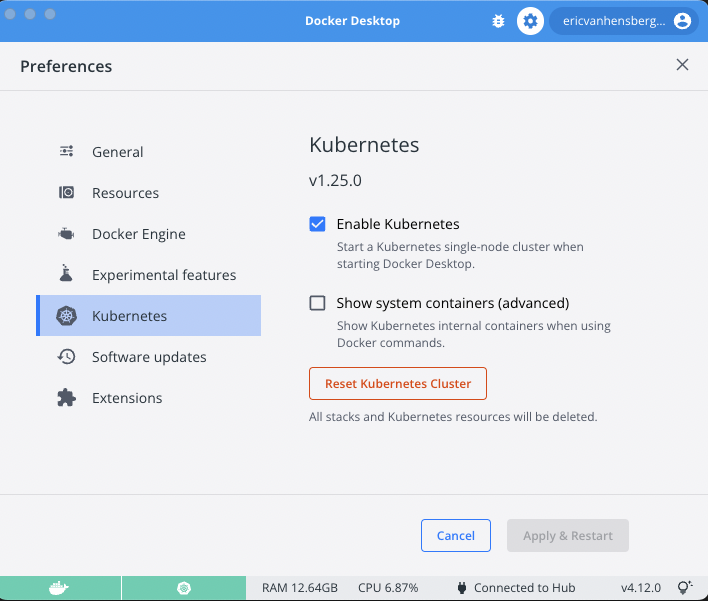 Docker Desktop
ericvanhensberg...
Preferences
General
Resources
Docker Engine
Experimental features
Kubernetes
Software updates
Extensions
Kubernetes
v1.25.0
Enable Kubernetes
Start a Kubernetes single-node cluster when
starting Docker Desktop.
Show system containers (advanced)
Show Kubernetes internal containers when using
Docker commands.
Reset Kubernetes Cluster
All stacks and Kubernetes resources will be deleted.
Cancel
Apply & Restart
RAM 12.64GB
CPU 6.87%
Connected to Hub
v4.12.0